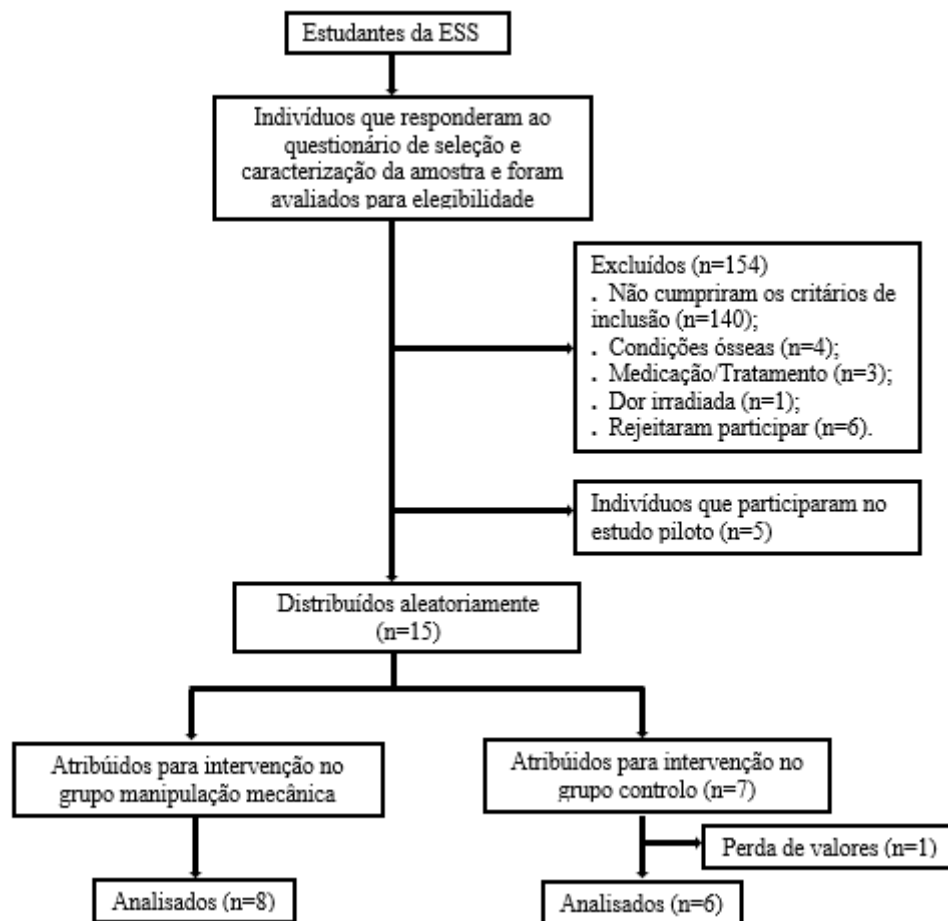 Estudantes da ESS
Indivíduos que responderam ao
questionário de seleção e
caracterização da amostra e foram
avaliados para elegibilidade
Excluídos (n=154)
. Não cumpriram os critários de
inclusão (n=140);
. Condições ósseas (n=4);
. Medicação/Tratamento (n=3);
. Dor irradiada (n=1);
. Rejeitaram participar (n=6).
Indivíduos que participaram no
estudo piloto (n=5)
Distribuídos aleatoriamente
(n=15)
Atribúidos para intervenção no
grupo manipulação mecânica
Atribúidos para intervenção no
grupo controlo (n=7)
Perda de valores (n=1)
Analisados (n=8)
Analisados (n=6)